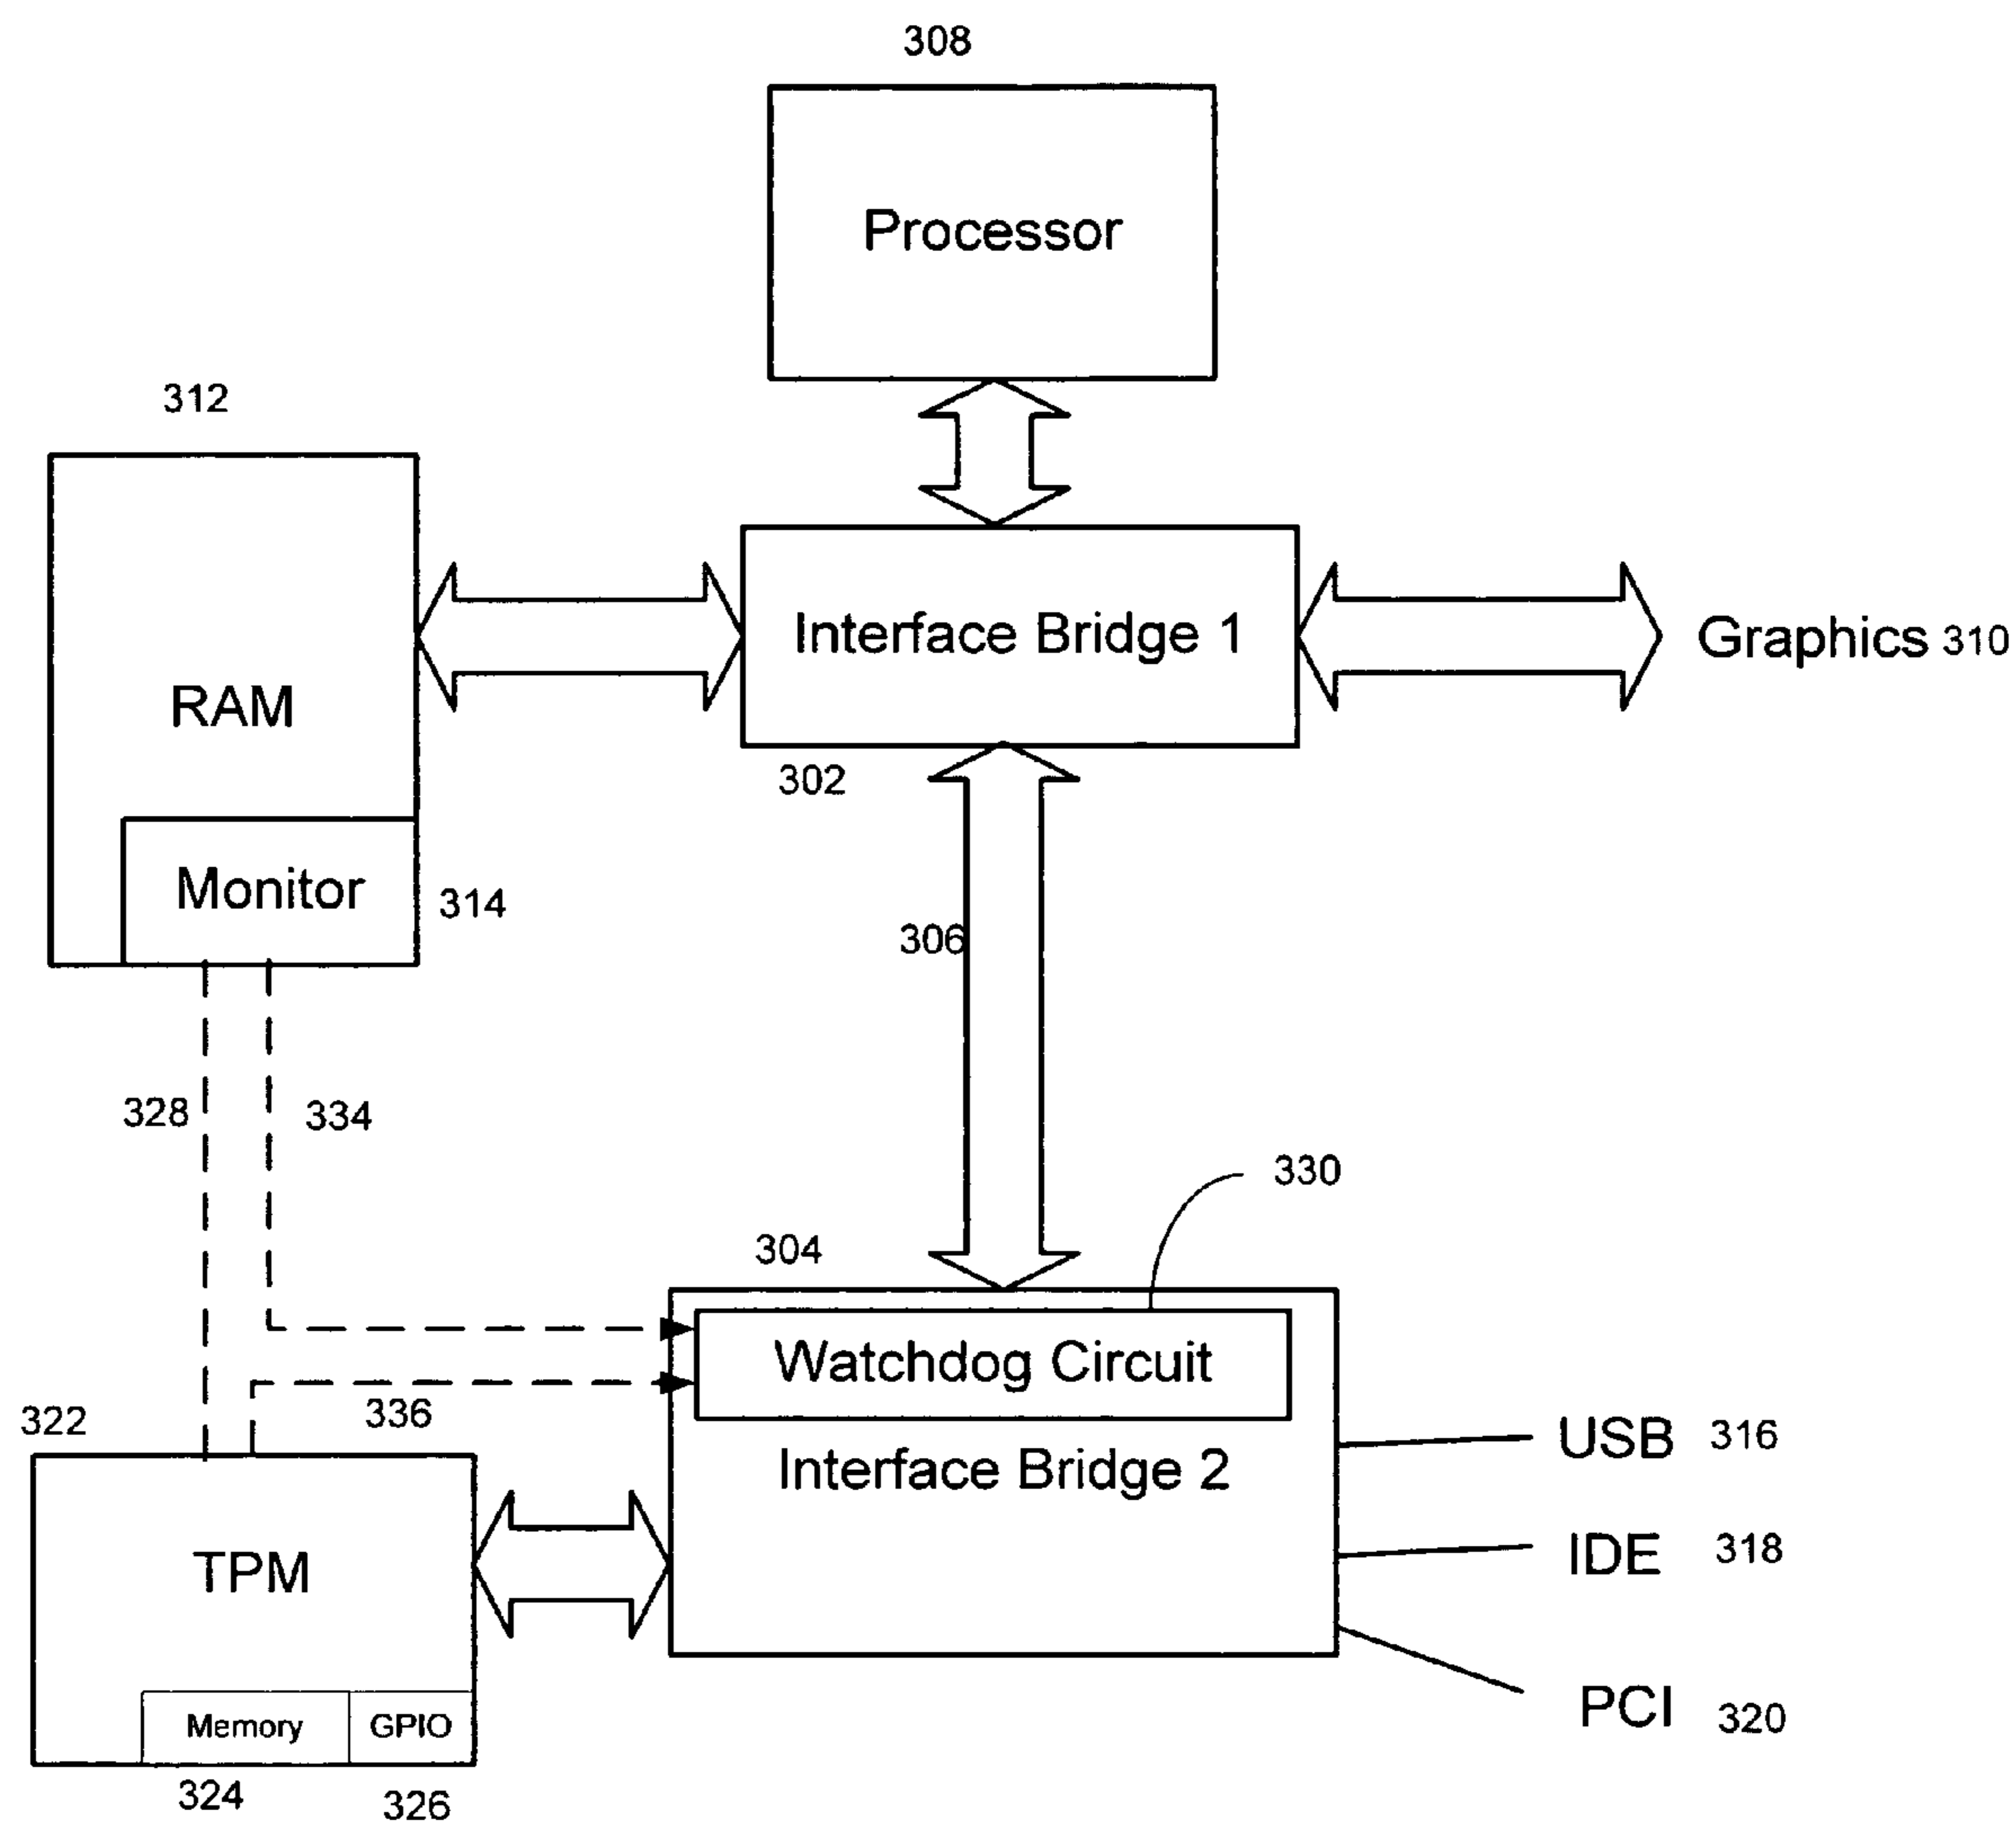 308
Processor
312
RAM
Interface Bridge 1
Graphics 310
302
Monitor
314
306
328
334
330
304
Watchdog Circuit
336
322
Interface Bridge 2
USB 316
TPM
IDE 318
PCI 320
Memory
GPIO
324
326